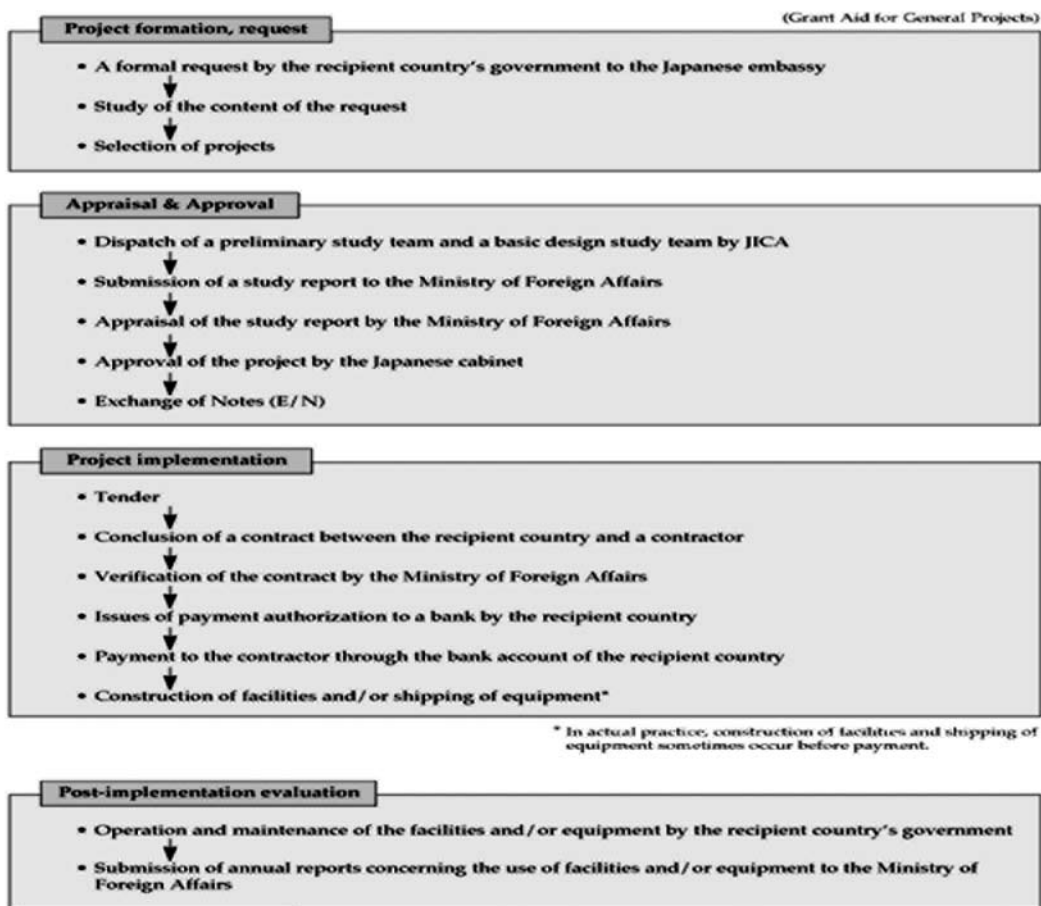 (Grant Aid for General Projects)
Project formation, request
• A formal request by the recipient country's government to the Japanese embassy
• Study of the content of the request
• Selection of projects
Appraisal & Approval
• Dispatch of a preliminary study team and a basic design study team by JICA
• Submission of a study report to the Ministry of Foreign Affairs
• Appraisal of the study report by the Ministry of Foreign Affairs
• Approval of the project by the Japanese cabinet
• Exchange of Notes (E/N)
Project implementation
• Tender
• Conclusion of a contract between the recipient country and a contractor
• Verification of the contract by the Ministry of Foreign Affairs
• Issues of payment authorization to a bank by the recipient country
• Payment to the contractor through the bank account of the recipient country
• Construction of facilities and/or shipping of equipment*
* In actual practice, construction of facilities and shipping of
equipment sometimes occur before payment.
Post-implementation evaluation
• Operation and maintenance of the facilities and/or equipment by the recipient country's government
• Submission of annual reports concerning the use of facilities and/or equipment to the Ministry of
Foreign Affairs